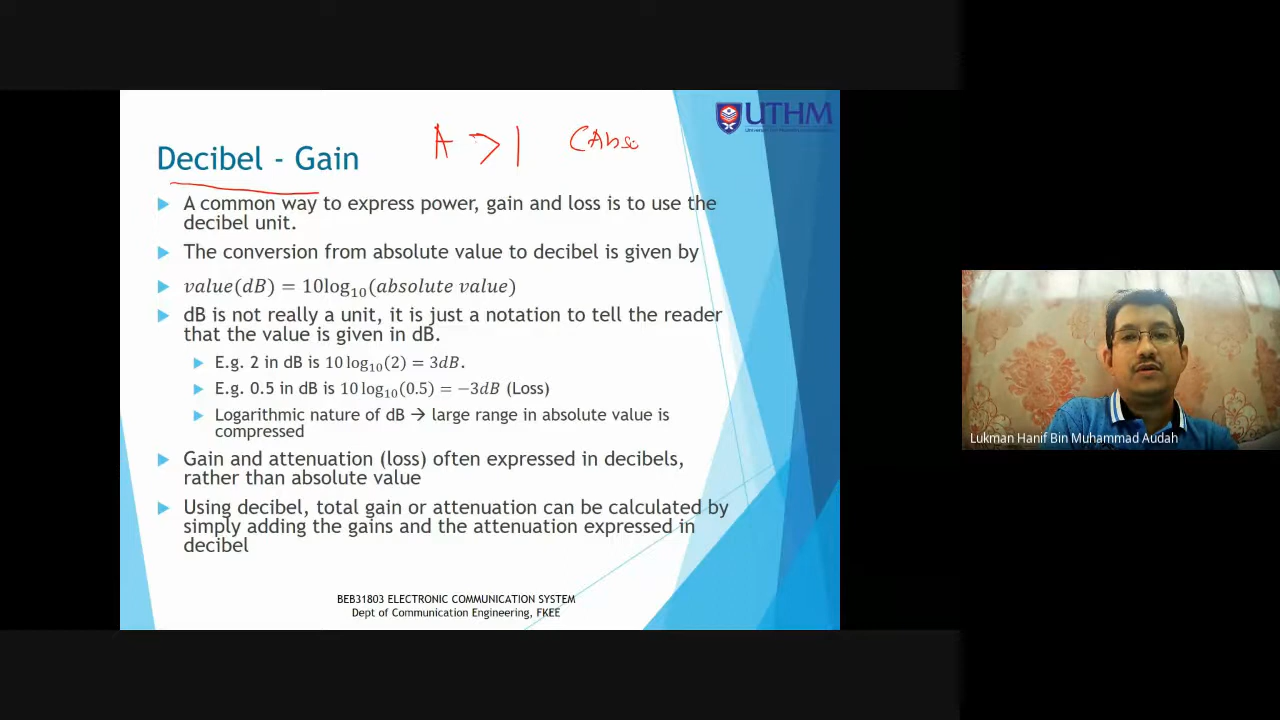 UTHM
A > 1 (Abso
Decibel - Gain
A common way to express power, gain and loss is to use the
decibel unit.
The conversion from absolute value to decibel is given by
value(dB) = 10log₁₀(absolute value)
dB is not really a unit, it is just a notation to tell the reader
that the value is given in dB.
E.g. 2 in dB is 10 log₁₀(2) = 3dB.
E.g. 0.5 in dB is 10 log₁₀(0.5) = −3dB (Loss)
Logarithmic nature of dB → large range in absolute value is
compressed
Gain and attenuation (loss) often expressed in decibels,
rather than absolute value
Using decibel, total gain or attenuation can be calculated by
simply adding the gains and the attenuation expressed in
decibel
BEB31803 ELECTRONIC COMMUNICATION SYSTEM
Dept of Communication Engineering, FKEE
Lukman Hanif Bin Muhammad Audah